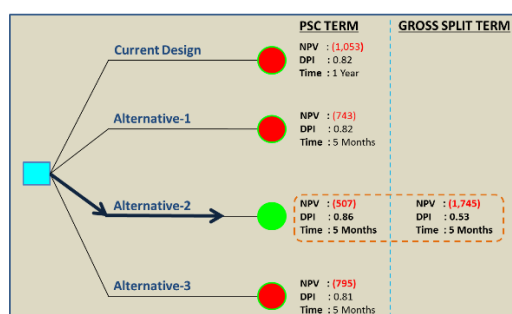 PSC TERM
GROSS SPLIT TERM
Current Design
NPV : (1,053)
DPI : 0.82
Time : 1 Year
Alternative-1
NPV : (743)
DPI : 0.82
Time : 5 Months
Alternative-2
NPV : (507)
DPI : 0.86
Time : 5 Months
NPV : (1,745)
DPI : 0.53
Time : 5 Months
Alternative-3
NPV : (795)
DPI : 0.81
Time : 5 Months